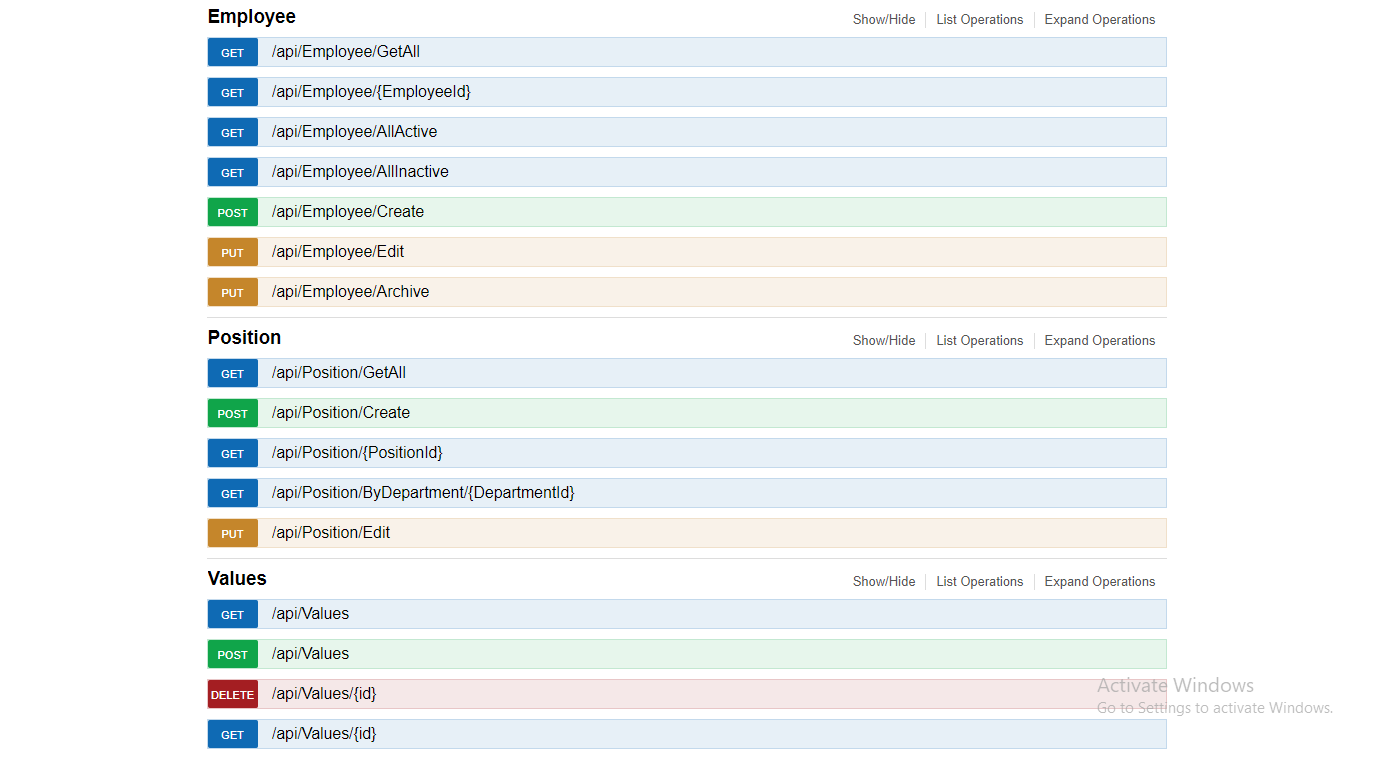 Employee Show/Hide List Operations Expand Operations
GET /api/Employee/GetAll
GET /api/Employee/{EmployeeId}
GET /api/Employee/AllActive
GET /api/Employee/AllInactive
POST /api/Employee/Create
PUT /api/Employee/Edit
PUT /api/Employee/Archive
Position Show/Hide List Operations Expand Operations
GET /api/Position/GetAll
POST /api/Position/Create
GET /api/Position/{PositionId}
GET /api/Position/ByDepartment/{DepartmentId}
PUT /api/Position/Edit
Values Show/Hide List Operations Expand Operations
GET /api/Values
POST /api/Values
DELETE /api/Values/{id}
GET /api/Values/{id}
Activate Windows
Go to Settings to activate Windows.